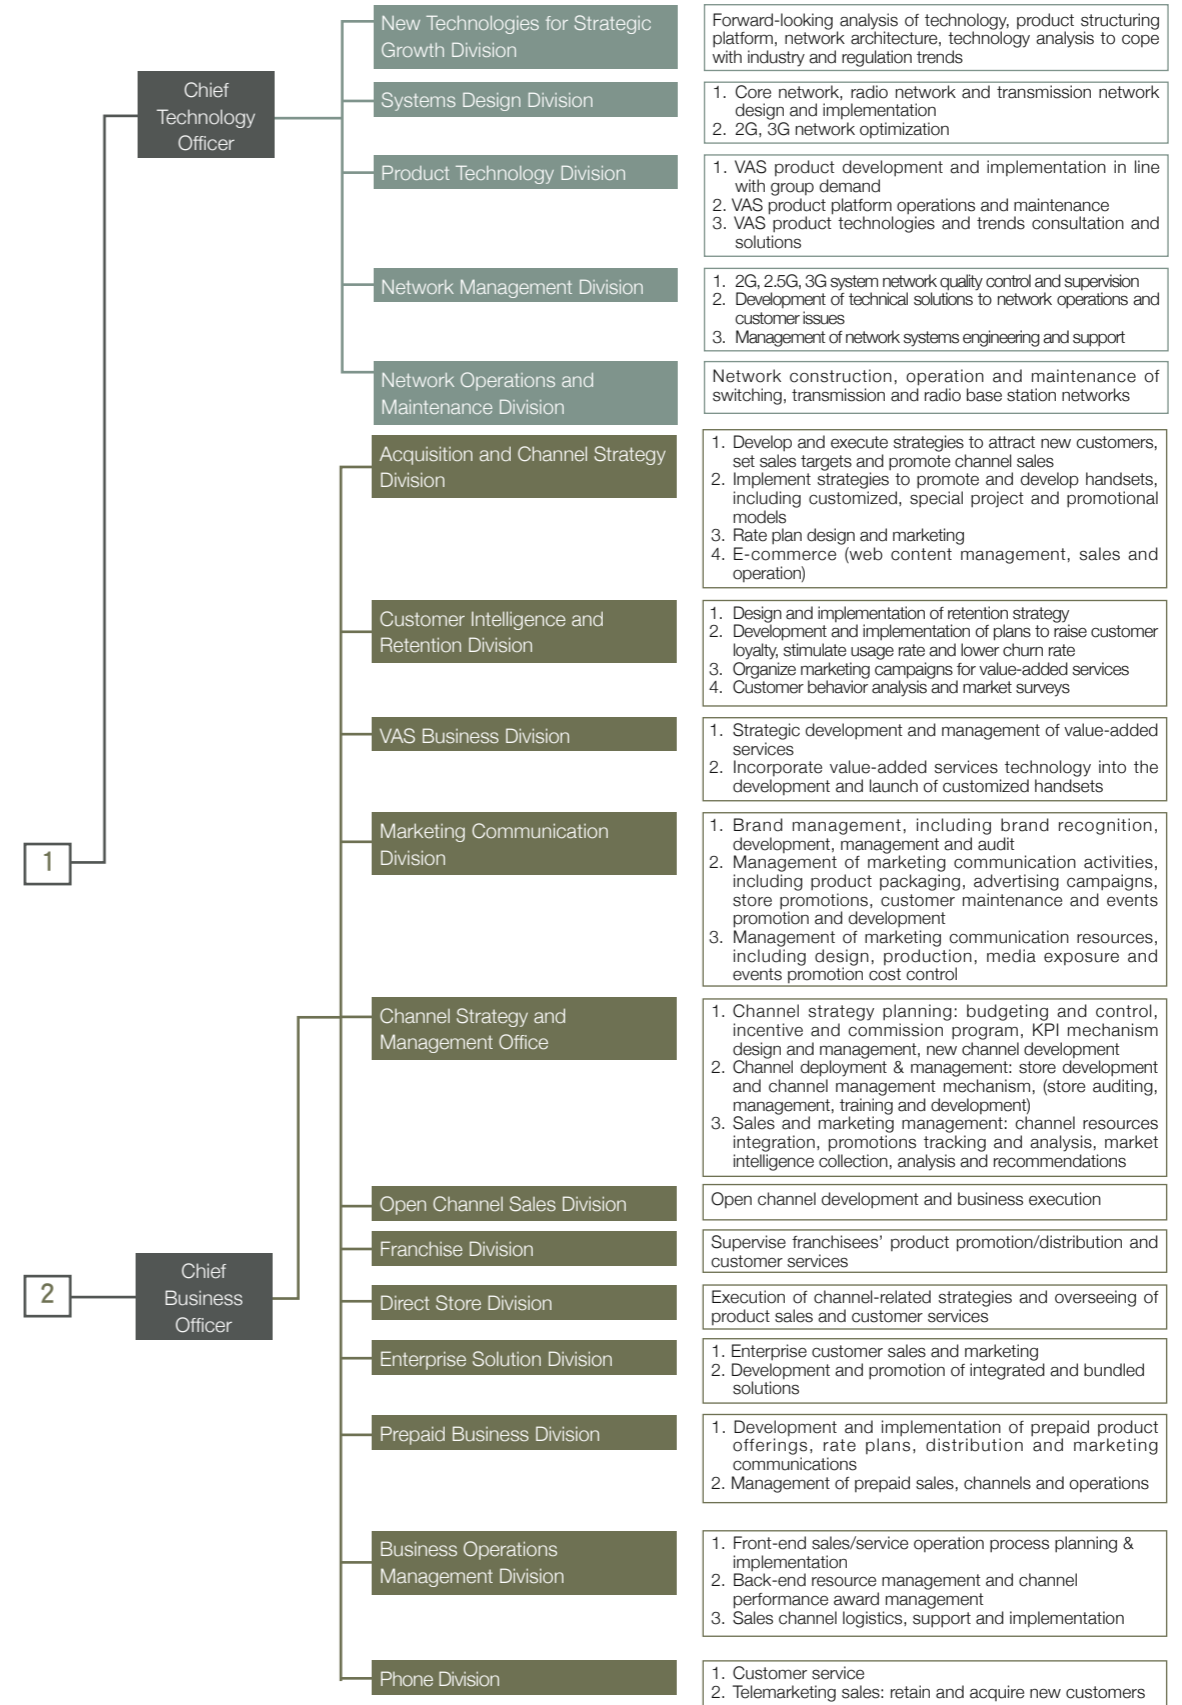 New Technologies for Strategic
Growth Division
Forward-looking analysis of technology, product structuring
platform, network architecture, technology analysis to cope
with industry and regulation trends
Chief
Technology
Officer
Systems Design Division
1. Core network, radio network and transmission network
design and implementation
2. 2G, 3G network optimization
Product Technology Division
1. VAS product development and implementation in line
with group demand
2. VAS product platform operations and maintenance
3. VAS product technologies and trends consultation and
solutions
Network Management Division
1. 2G, 2.5G, 3G system network quality control and supervision
2. Development of technical solutions to network operations and
customer issues
3. Management of network systems engineering and support
Network Operations and
Maintenance Division
Network construction, operation and maintenance of
switching, transmission and radio base station networks
Acquisition and Channel Strategy
Division
1. Develop and execute strategies to attract new customers,
set sales targets and promote channel sales
2. Implement strategies to promote and develop handsets,
including customized, special project and promotional
models
3. Rate plan design and marketing
4. E-commerce (web content management, sales and
operation)
Customer Intelligence and
Retention Division
1. Design and implementation of retention strategy
2. Development and implementation of plans to raise customer
loyalty, stimulate usage rate and lower churn rate
3. Organize marketing campaigns for value-added services
4. Customer behavior analysis and market surveys
VAS Business Division
1. Strategic development and management of value-added
services
2. Incorporate value-added services technology into the
development and launch of customized handsets
1
Marketing Communication
Division
1. Brand management, including brand recognition,
development, management and audit
2. Management of marketing communication activities,
including product packaging, advertising campaigns,
store promotions, customer maintenance and events
promotion and development
3. Management of marketing communication resources,
including design, production, media exposure and
events promotion cost control
Channel Strategy and
Management Office
1. Channel strategy planning: budgeting and control,
incentive and commission program, KPI mechanism
design and management, new channel development
2. Channel deployment & management: store development
and channel management mechanism, (store auditing,
management, training and development)
3. Sales and marketing management: channel resources
integration, promotions tracking and analysis, market
intelligence collection, analysis and recommendations
Open Channel Sales Division
Open channel development and business execution
Franchise Division
Supervise franchisees' product promotion/distribution and
customer services
2
Chief
Business
Officer
Direct Store Division
Execution of channel-related strategies and overseeing of
product sales and customer services
Enterprise Solution Division
1. Enterprise customer sales and marketing
2. Development and promotion of integrated and bundled
solutions
Prepaid Business Division
1. Development and implementation of prepaid product
offerings, rate plans, distribution and marketing
communications
2. Management of prepaid sales, channels and operations
Business Operations
Management Division
1. Front-end sales/service operation process planning &
implementation
2. Back-end resource management and channel
performance award management
3. Sales channel logistics, support and implementation
Phone Division
1. Customer service
2. Telemarketing sales: retain and acquire new customers